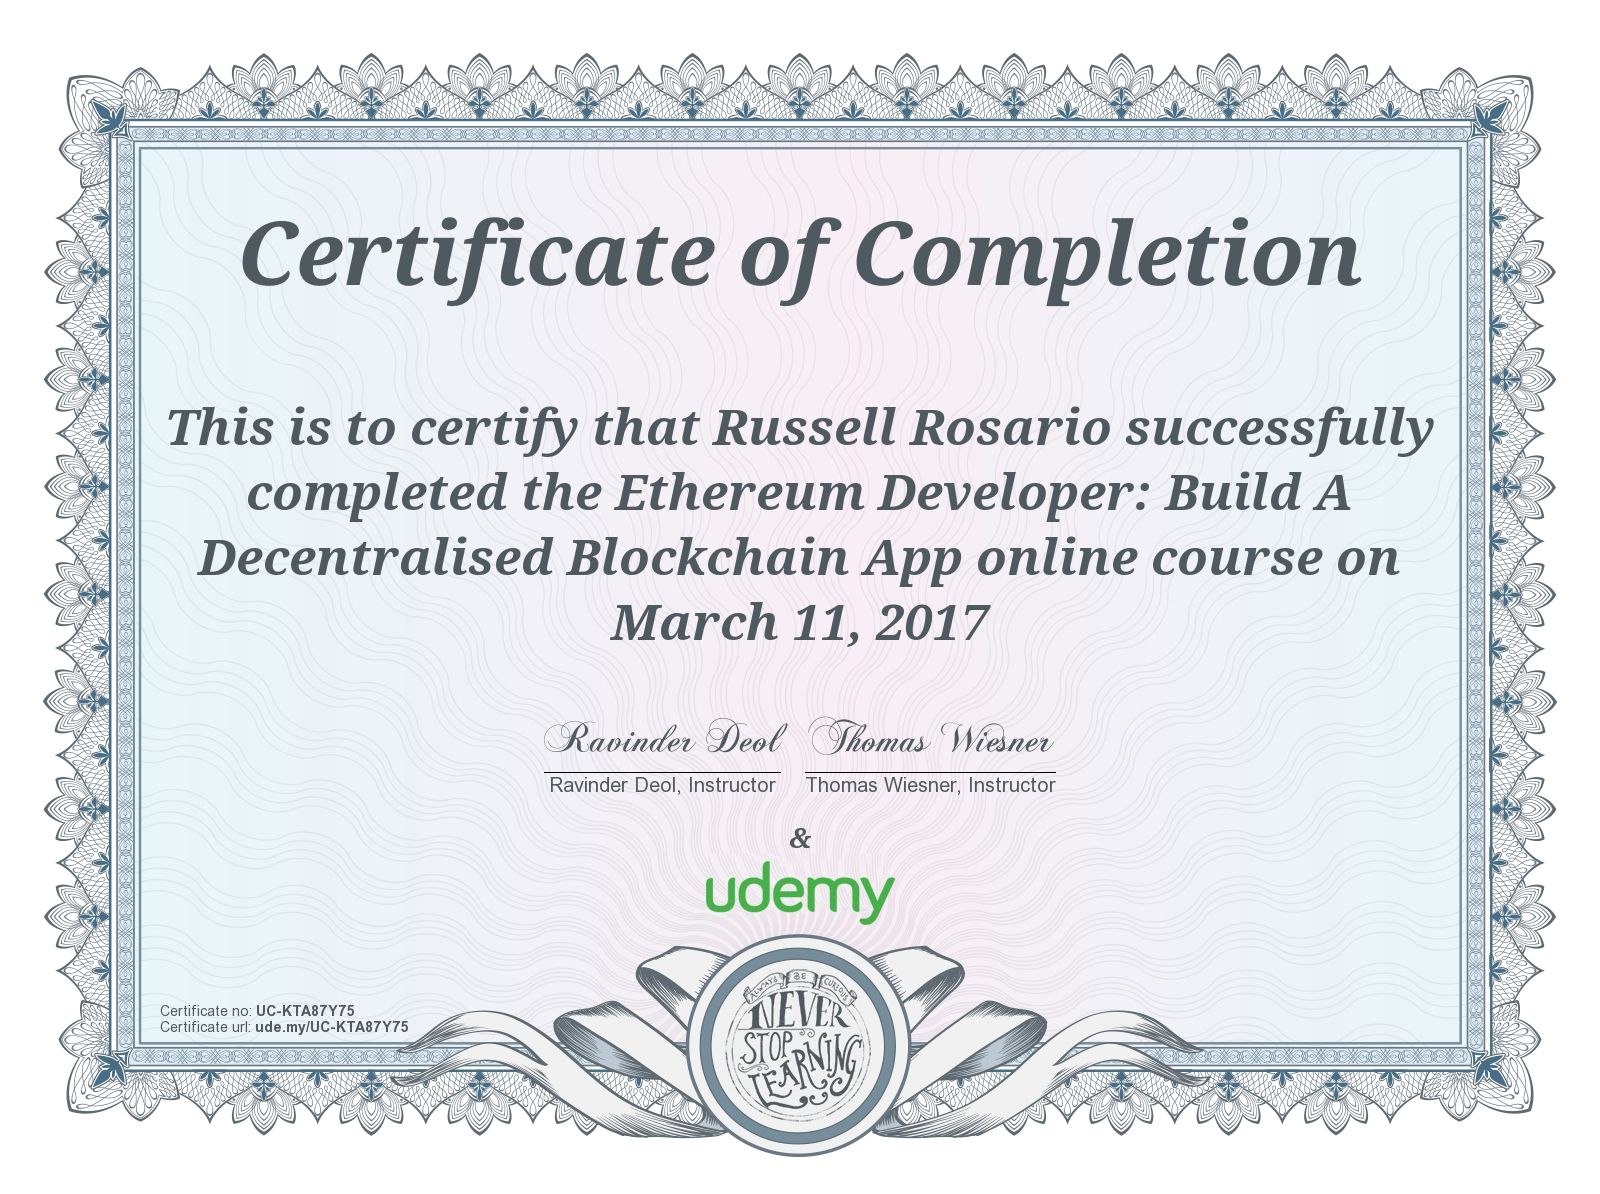 Certificate of Completion
This is to certify that Russell Rosario successfully
completed the Ethereum Developer: Build A
Decentralised Blockchain App online course on
March 11, 2017
Ravinder Deol Thomas Wiesner
Ravinder Deol, Instructor Thomas Wiesner, Instructor
&
udemy
Certificate no: UC-KTA87Y75
Certificate url: ude.my/UC-KTA87Y75
ALWAYS BE CURIOUS
NEVER
STOP
LEARNING